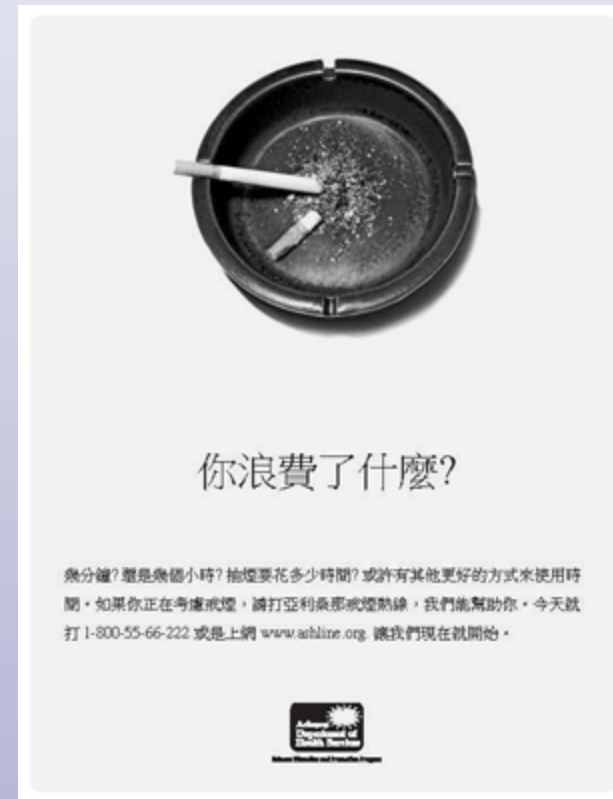 你浪費了什麼?
幾分鐘? 還是幾個小時? 抽煙要花多少時間? 或許有其他更好的方式來使用時
間。如果你正在考慮戒煙，請打亞利桑那戒煙熱線，我們能幫助你。今天就
打 1-800-55-66-222 或是上網 www.ashline.org. 讓我們現在就開始。
Arizona
Department of
Health Services